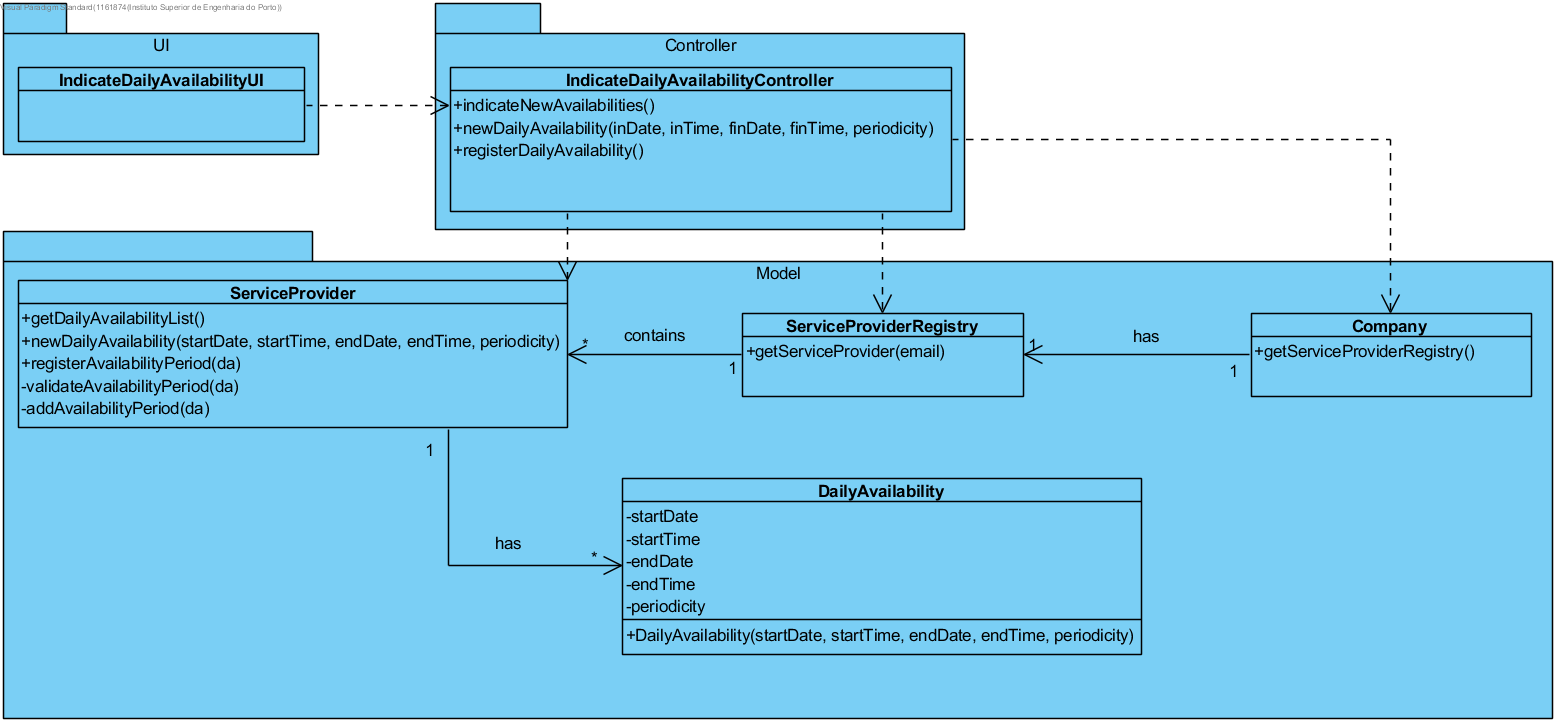 Visual Paradigm Standard(1161874(Instituto Superior de Engenharia do Porto))
UI
IndicateDailyAvailabilityUI
Controller
IndicateDailyAvailabilityController
+indicateNewAvailabilities()
+newDailyAvailability(inDate, inTime, finDate, finTime, periodicity)
+registerDailyAvailability()
Model
ServiceProvider
+getDailyAvailabilityList()
+newDailyAvailability(startDate, startTime, endDate, endTime, periodicity)
+registerAvailabilityPeriod(da)
-validateAvailabilityPeriod(da)
-addAvailabilityPeriod(da)
*
contains
1
ServiceProviderRegistry
+getServiceProvider(email)
1
has
1
Company
+getServiceProviderRegistry()
1
has
*
DailyAvailability
-startDate
-startTime
-endDate
-endTime
-periodicity
+DailyAvailability(startDate, startTime, endDate, endTime, periodicity)